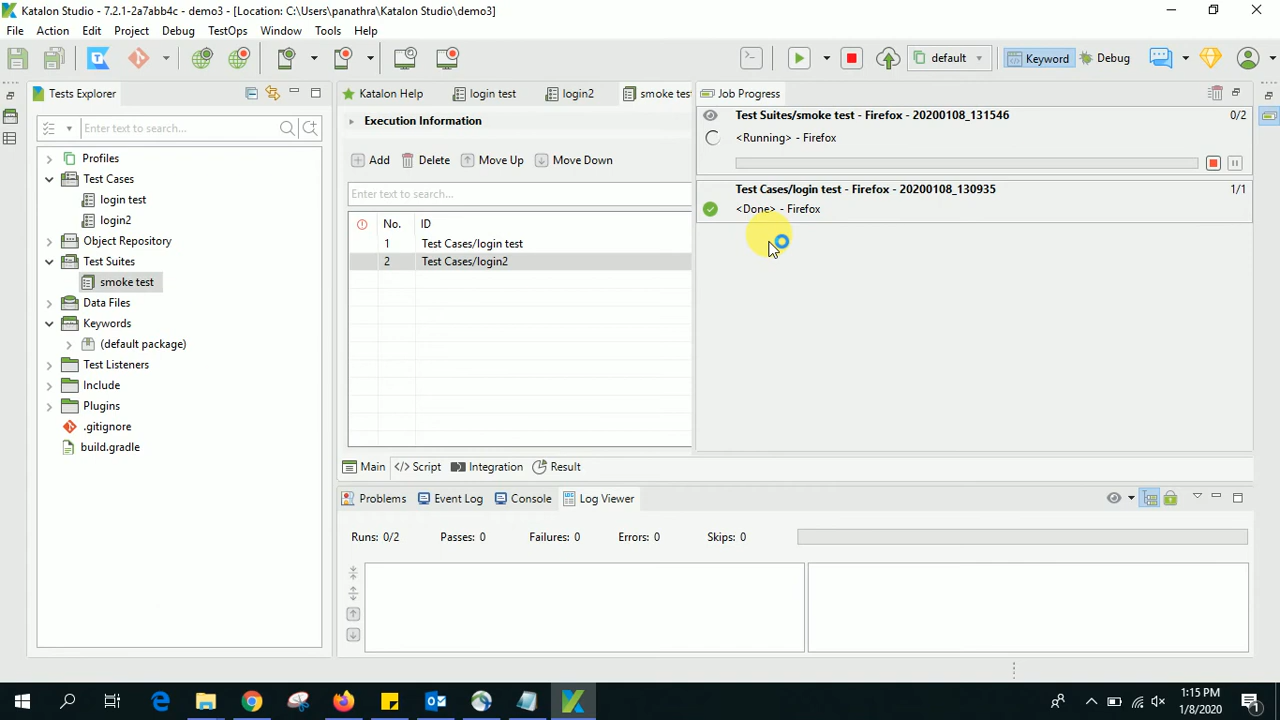 Katalon Studio - 7.2.1-2a7abb4c - demo3 - [Location: C:\Users\panathra\Katalon Studio\demo3]
File Action Edit Project Debug TestOps Window Tools Help
default Keyword Debug
Tests Explorer
Enter text to search...
Profiles
Test Cases
login test
login2
Object Repository
Test Suites
smoke test
Data Files
Keywords
(default package)
Test Listeners
Include
Plugins
.gitignore
build.gradle
Katalon Help login test login2 smoke tes
Execution Information
Add Delete Move Up Move Down
Enter text to search...
No. ID
1 Test Cases/login test
2 Test Cases/login2
Main Script Integration Result
Job Progress
Test Suites/smoke test - Firefox - 20200108_131546 0/2
<Running> - Firefox
Test Cases/login test - Firefox - 20200108_130935 1/1
<Done> - Firefox
Problems Event Log Console Log Viewer
Runs: 0/2 Passes: 0 Failures: 0 Errors: 0 Skips: 0
1:15 PM
1/8/2020